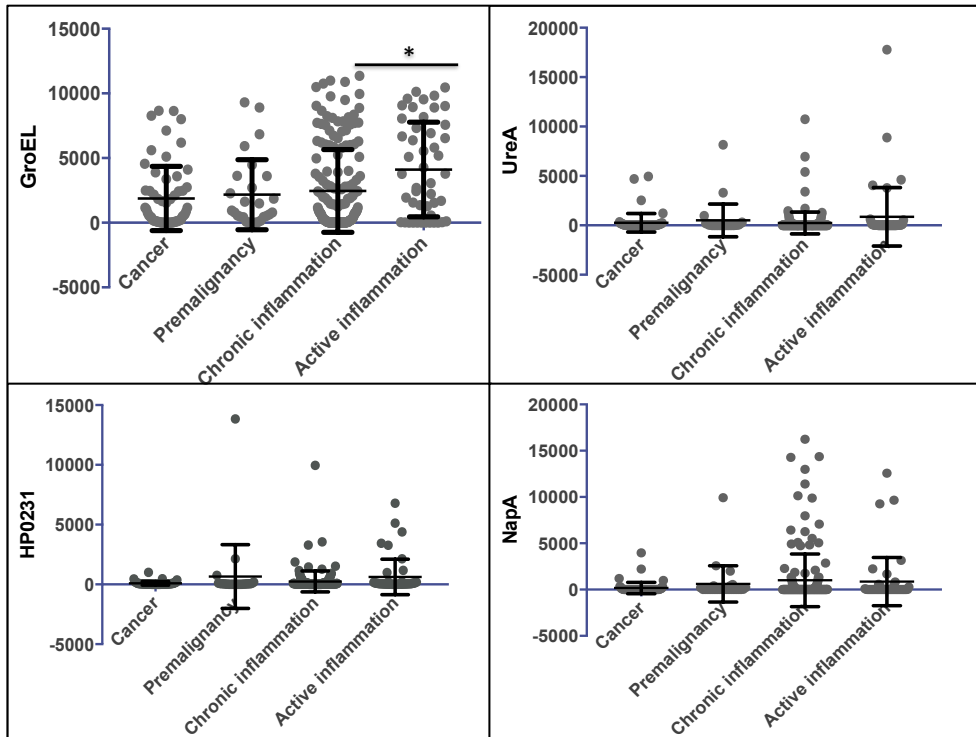 15000
10000
5000
0
-5000
GroEL
*
Cancer
Premalignancy
Chronic inflammation
Active inflammation
20000
15000
10000
5000
0
-5000
UreA
Cancer
Premalignancy
Chronic inflammation
Active inflammation
15000
10000
5000
0
-5000
HP0231
Cancer
Premalignancy
Chronic inflammation
Active inflammation
20000
15000
10000
5000
0
-5000
NapA
Cancer
Premalignancy
Chronic inflammation
Active inflammation